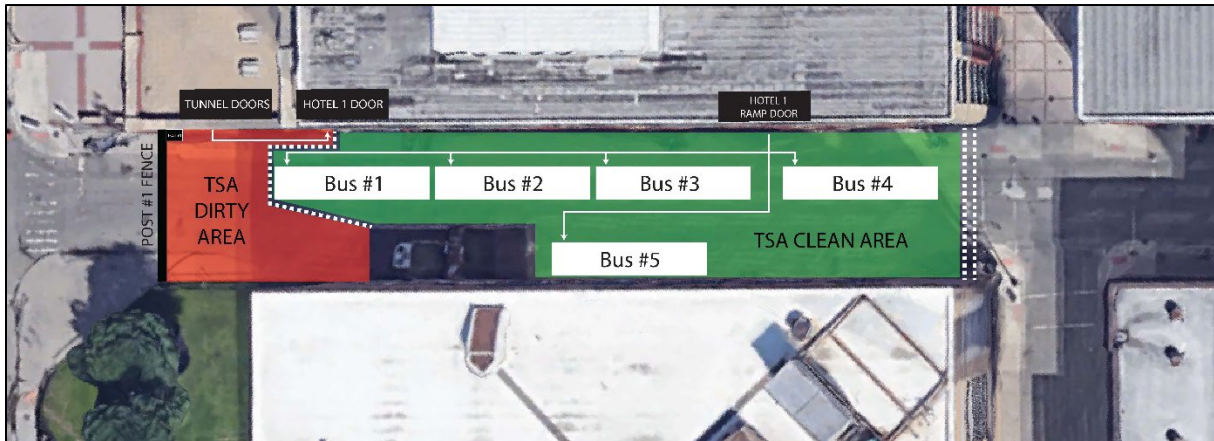 TUNNEL DOORS
HOTEL 1 DOOR
HOTEL 1
RAMP DOOR
POST #1 FENCE
TSA
DIRTY
AREA
Bus #1
Bus #2
Bus #3
Bus #4
Bus #5
TSA CLEAN AREA